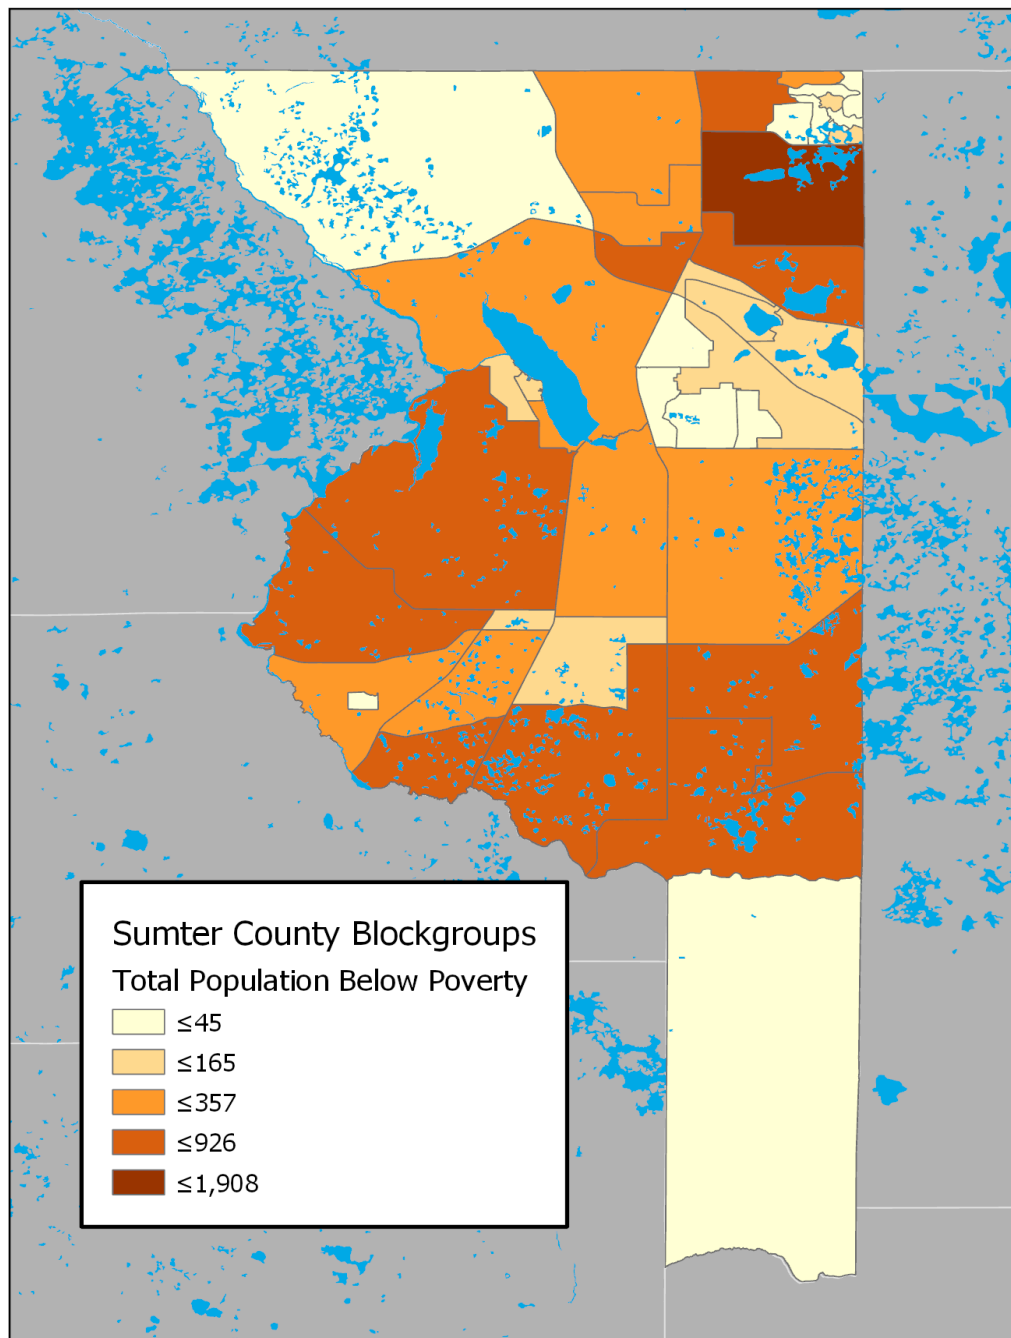 Sumter County Blockgroups
Total Population Below Poverty
≤45
≤165
≤357
≤926
≤1,908